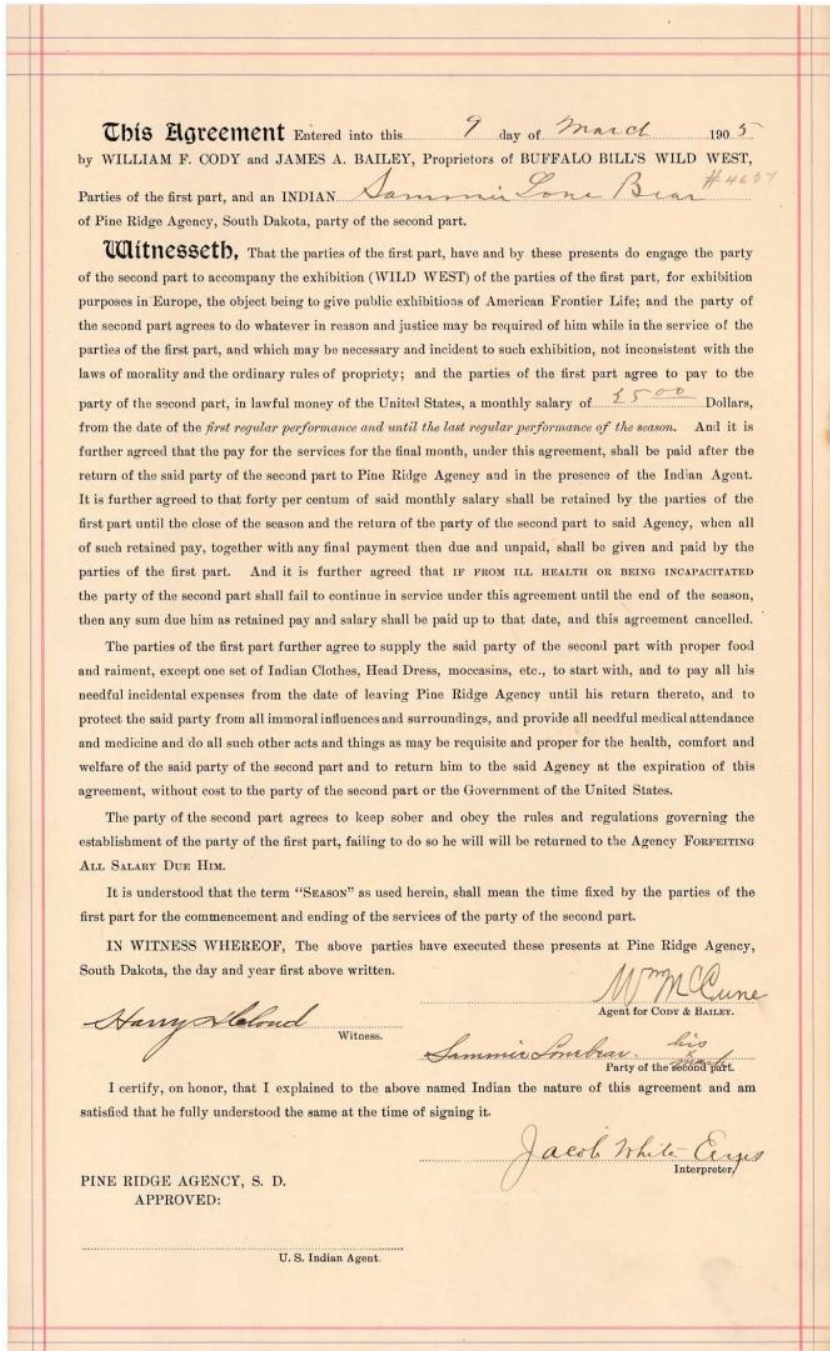 This Agreement Entered into this 9 day of March 1905
by WILLIAM F. CODY and JAMES A. BAILEY, Proprietors of BUFFALO BILL'S WILD WEST,
Parties of the first part, and an INDIAN Sammie Lone Bear
of Pine Ridge Agency, South Dakota, party of the second part.
Witnesseth, That the parties of the first part, have and by these presents do engage the party
of the second part to accompany the exhibition (WILD WEST) of the parties of the first part, for exhibition
purposes in Europe, the object being to give public exhibitions of American Frontier Life; and the party of
the second part agrees to do whatever in reason and justice may be required of him while in the service of the
parties of the first part, and which may be necessary and incident to such exhibition, not inconsistent with the
laws of morality and the ordinary rules of propriety; and the parties of the first part agree to pay to the
party of the second part, in lawful money of the United States, a monthly salary of Dollars,
from the date of the first regular performance and until the last regular performance of the season. And it is
further agreed that the pay for the services for the final month, under this agreement, shall be paid after the
return of the said party of the second part to Pine Ridge Agency and in the presence of the Indian Agent.
It is further agreed to that forty per centum of said monthly salary shall be retained by the parties of the
first part until the close of the season and the return of the party of the second part to said Agency, when all
of such retained pay, together with any final payment then due and unpaid, shall be given and paid by the
parties of the first part. And it is further agreed that IF FROM ILL HEALTH OR BEING INCAPACITATED
the party of the second part shall fail to continue in service under this agreement until the end of the season,
then any sum due him as retained pay and salary shall be paid up to that date, and this agreement cancelled.
The parties of the first part further agree to supply the said party of the second part with proper food
and raiment, except one set of Indian Clothes, Head Dress, moccasins, etc., to start with, and to pay all his
needful incidental expenses from the date of leaving Pine Ridge Agency until his return thereto, and to
protect the said party from all immoral influences and surroundings, and provide all needful medical attendance
and medicine and do all such other acts and things as may be requisite and proper for the health, comfort and
welfare of the said party of the second part and to return him to the said Agency at the expiration of this
agreement, without cost to the party of the second part or the Government of the United States.
The party of the second part agrees to keep sober and obey the rules and regulations governing the
establishment of the party of the first part, failing to do so he will will be returned to the Agency FORFEITING
ALL SALARY DUE HIM.
It is understood that the term "SEASON" as used herein, shall mean the time fixed by the parties of the
first part for the commencement and ending of the services of the party of the second part.
IN WITNESS WHEREOF, The above parties have executed these presents at Pine Ridge Agency,
South Dakota, the day and year first above written.
Wm McCune
Agent for CODY & BAILEY.
Harry
Witness.
Sammie Lonebear. his x mark
Party of the second part.
I certify, on honor, that I explained to the above named Indian the nature of this agreement and am
satisfied that he fully understood the same at the time of signing it.
Jacob White Eyes
Interpreter,
PINE RIDGE AGENCY, S. D.
APPROVED:
U. S. Indian Agent.